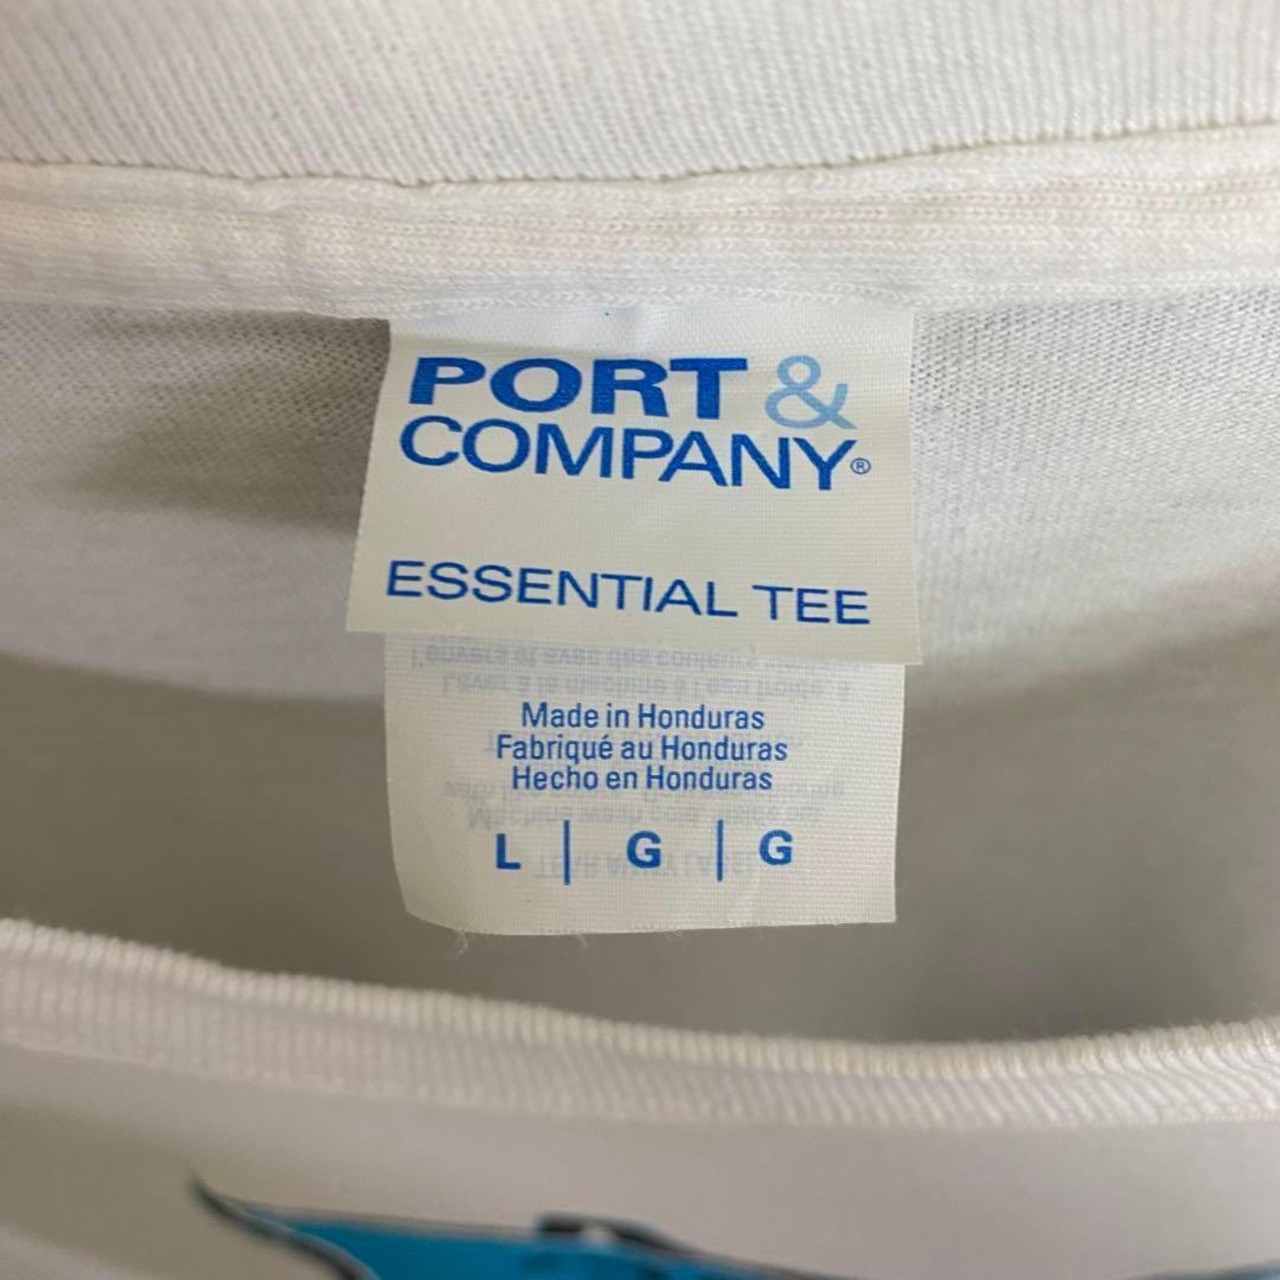 PORT &
COMPANY®
ESSENTIAL TEE
Made in Honduras
Fabriqué au Honduras
Hecho en Honduras
L | G | G